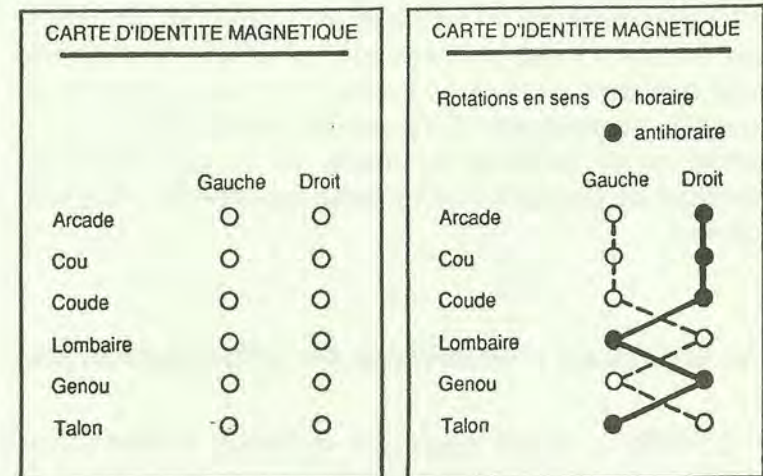 CARTE D'IDENTITE MAGNETIQUE
Gauche Droit
Arcade
Cou
Coude
Lombaire
Genou
Talon
CARTE D'IDENTITE MAGNETIQUE
Rotations en sens horaire
antihoraire
Gauche Droit
Arcade
Cou
Coude
Lombaire
Genou
Talon